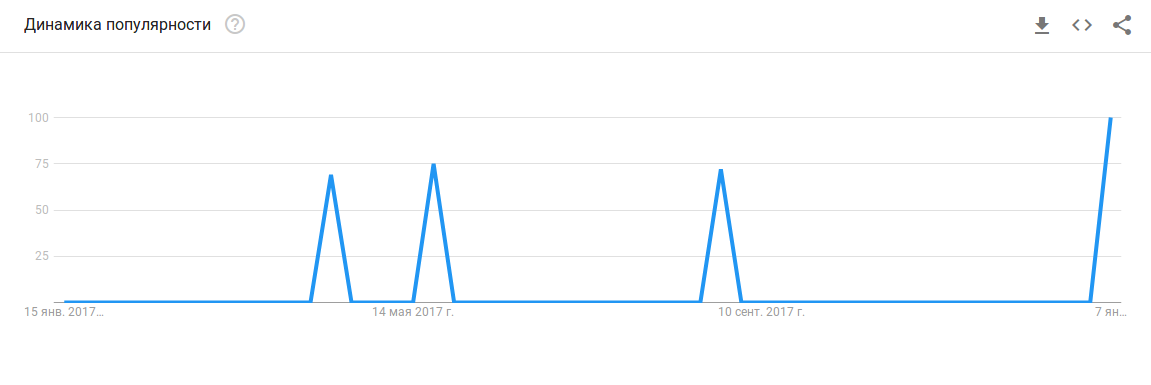 Динамика популярности
100
75
50
25
15 янв. 2017…
14 мая 2017 г.
10 сент. 2017 г.
7 ян…